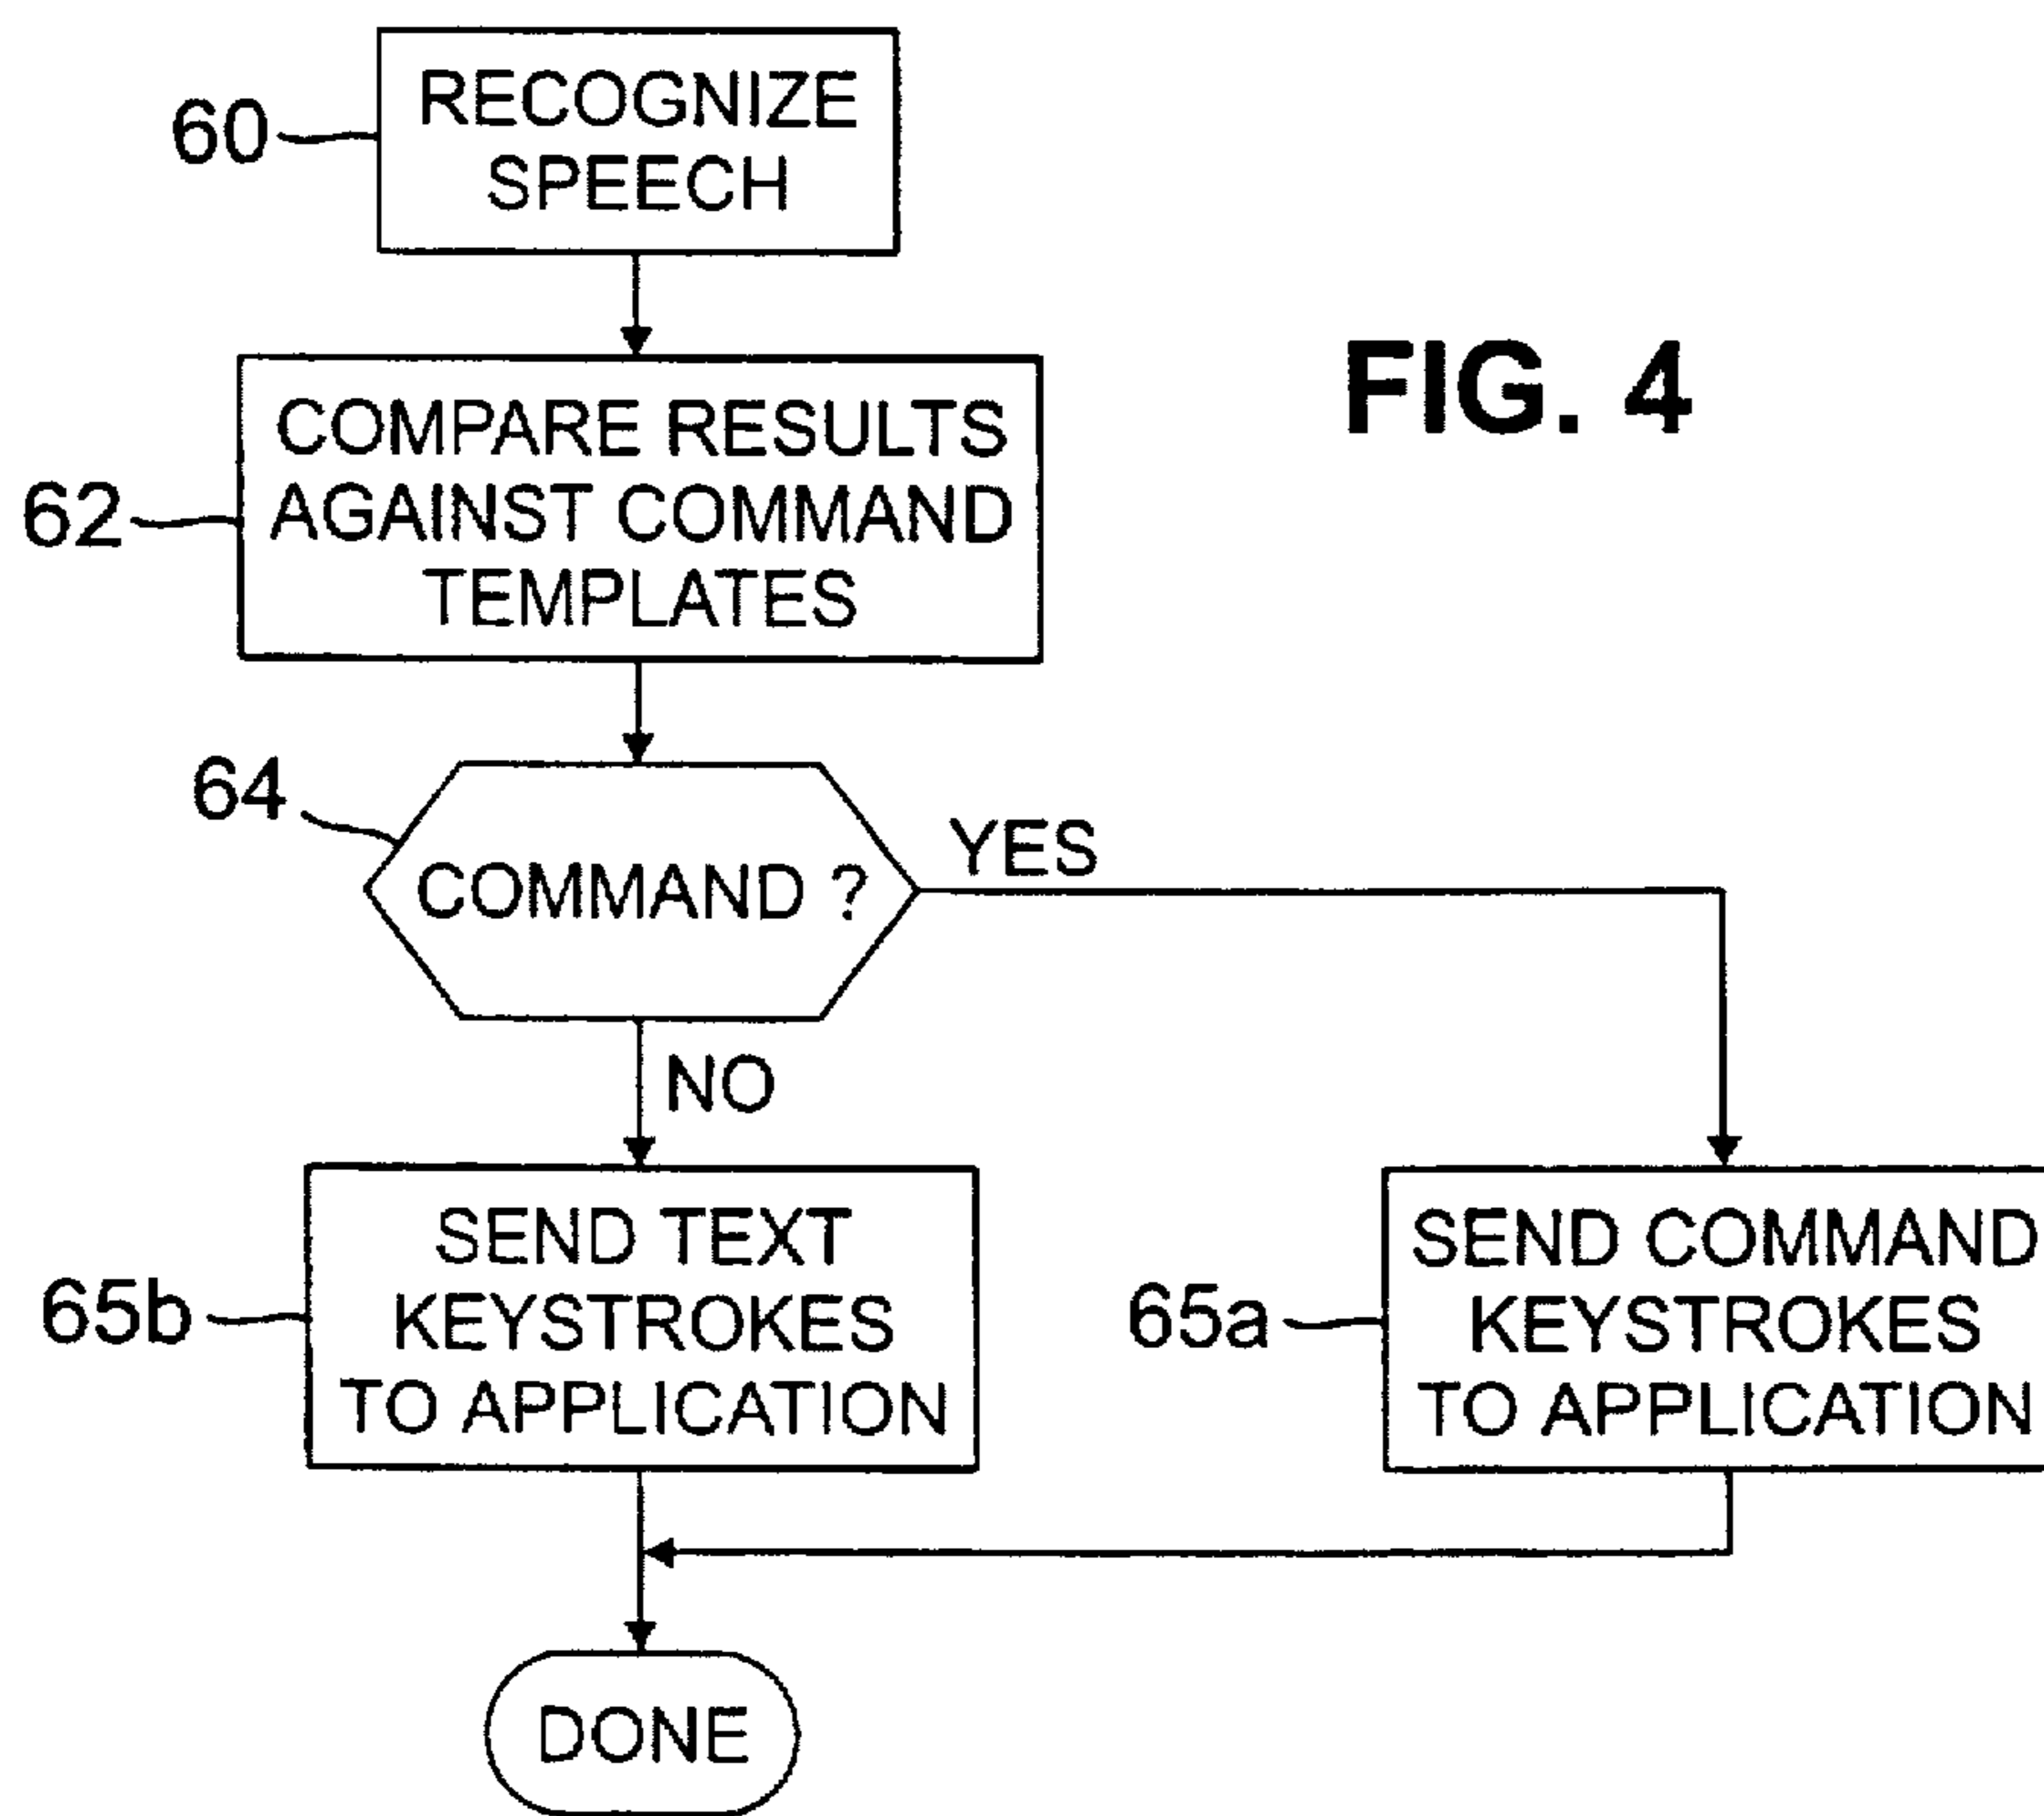 60
RECOGNIZE
SPEECH
FIG. 4
62
COMPARE RESULTS
AGAINST COMMAND
TEMPLATES
64
COMMAND ?
YES
NO
65b
SEND TEXT
KEYSTROKES
TO APPLICATION
65a
SEND COMMAND
KEYSTROKES
TO APPLICATION
DONE